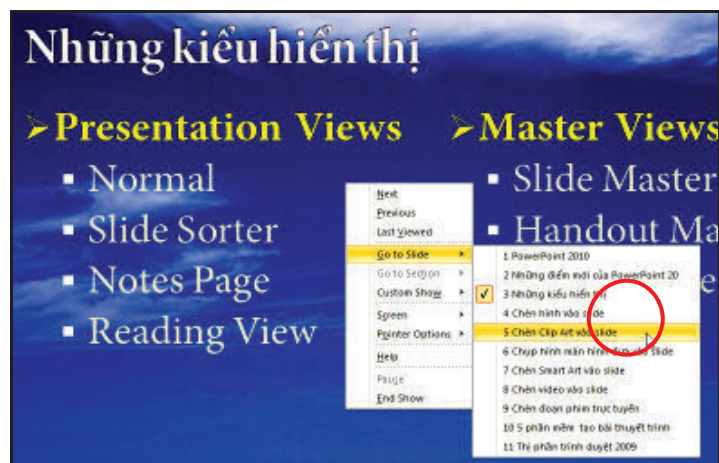 Những kiểu hiển thị
Presentation Views
Normal
Slide Sorter
Notes Page
Reading View
Master Views
Slide Master
Handout Ma
Next
Previous
Last Viewed
Go to Slide
Go to Section
Custom Show
Screen
Pointer Options
Help
Pause
End Show
1 PowerPoint 2010
2 Những điểm mới của PowerPoint 20
3 Những kiểu hiển thị
4 Chèn hình vào slide
5 Chèn Clip Art vào slide
6 Chụp hình màn hình đưa vào slide
7 Chèn Smart Art vào slide
8 Chèn video vào slide
9 Chèn đoạn phim trực tuyến
10 5 phần mềm tạo bài thuyết trình
11 Thị phần trình duyệt 2009